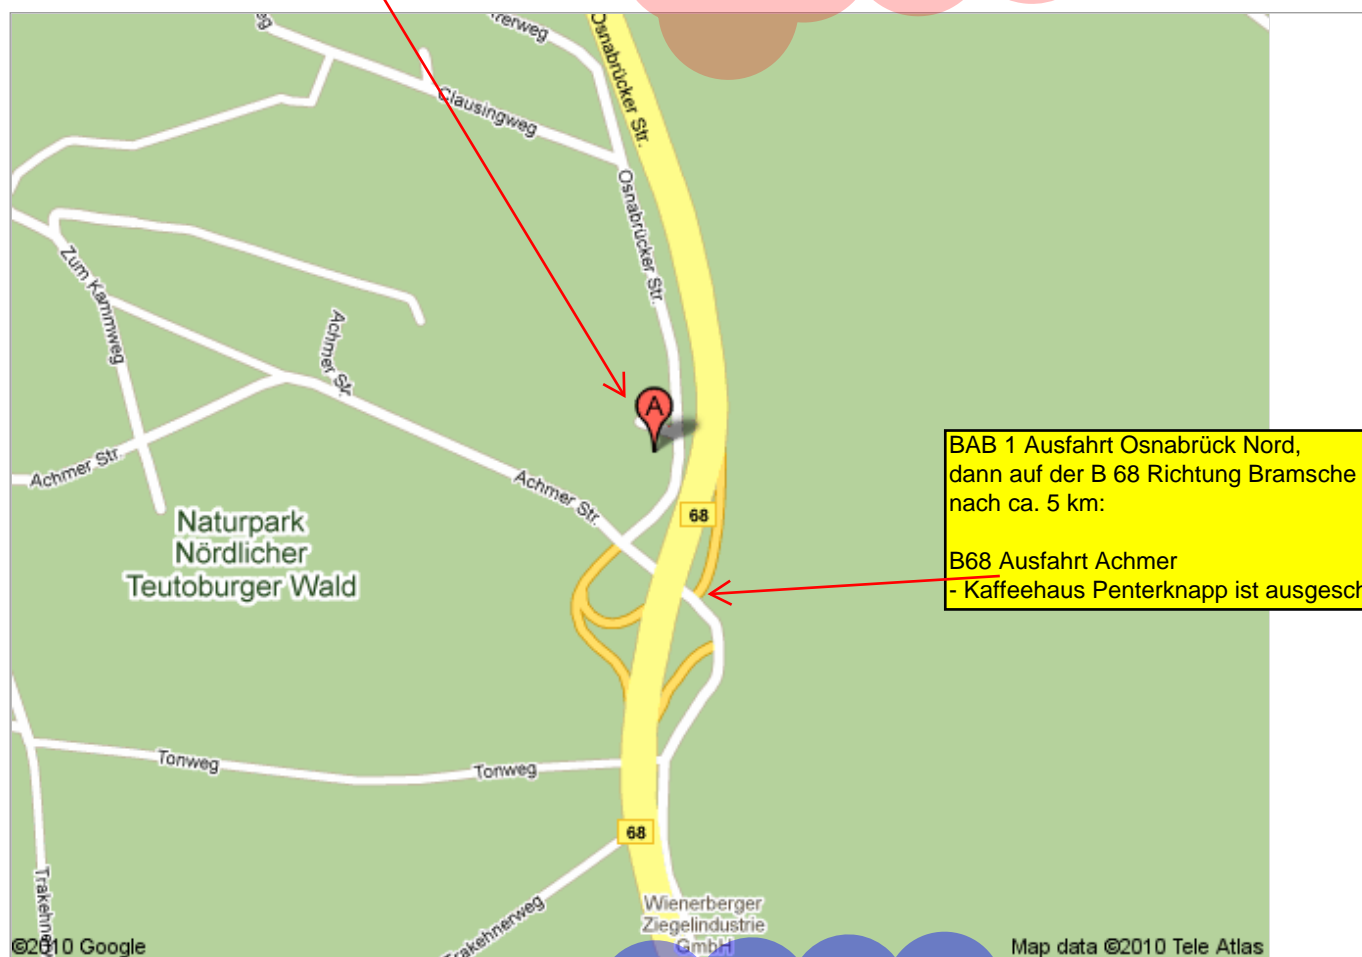 Osnabrücker Str.
Clausingweg
Osnabrücker Str.
Zum Kammweg
Achmer Str.
A
Achmer Str.
Achmer Str.
68
Naturpark
Nördlicher
Teutoburger Wald
BAB 1 Ausfahrt Osnabrück Nord,
dann auf der B 68 Richtung Bramsche
nach ca. 5 km:
B68 Ausfahrt Achmer
- Kaffeehaus Penterknapp ist ausgesch
Tonweg
Tonweg
68
Wienerberger
Ziegelindustrie
GmbH
Trakehnerweg
©2010 Google
Map data ©2010 Tele Atlas